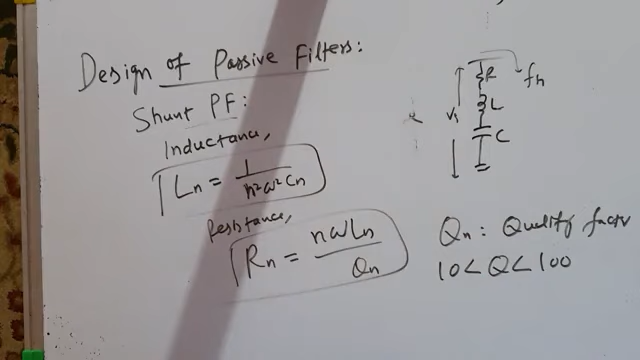 Design of Passive Filters:
Shunt PF:
Inductance,
Ln = 1 / n²ω²Cn
Resistance,
Rn = nωLn / Qn
R
L
C
V1
fn
Qn: Quality factor
10 < Q < 100